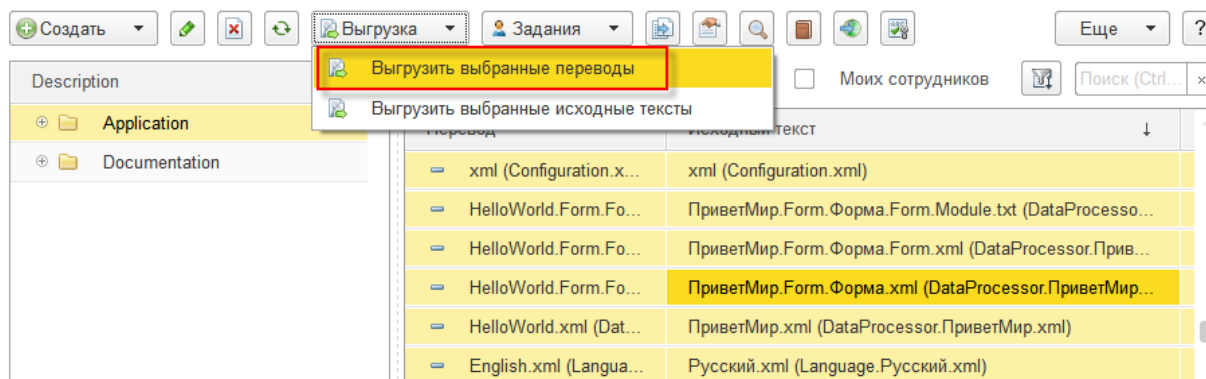 Создать Выгрузка Задания Еще ?
Выгрузить выбранные переводы
Description Моих сотрудников Поиск (Ctrl... ×
Выгрузить выбранные исходные тексты
Application
Перевод Исходный текст ↓
Documentation
xml (Configuration.x... xml (Configuration.xml)
HelloWorld.Form.Fo... ПриветМир.Form.Форма.Form.Module.txt (DataProcesso...
HelloWorld.Form.Fo... ПриветМир.Form.Форма.Form.xml (DataProcessor.Прив...
HelloWorld.Form.Fo... ПриветМир.Form.Форма.xml (DataProcessor.ПриветМир...
HelloWorld.xml (Dat... ПриветМир.xml (DataProcessor.ПриветМир.xml)
English.xml (Langua... Русский.xml (Language.Русский.xml)